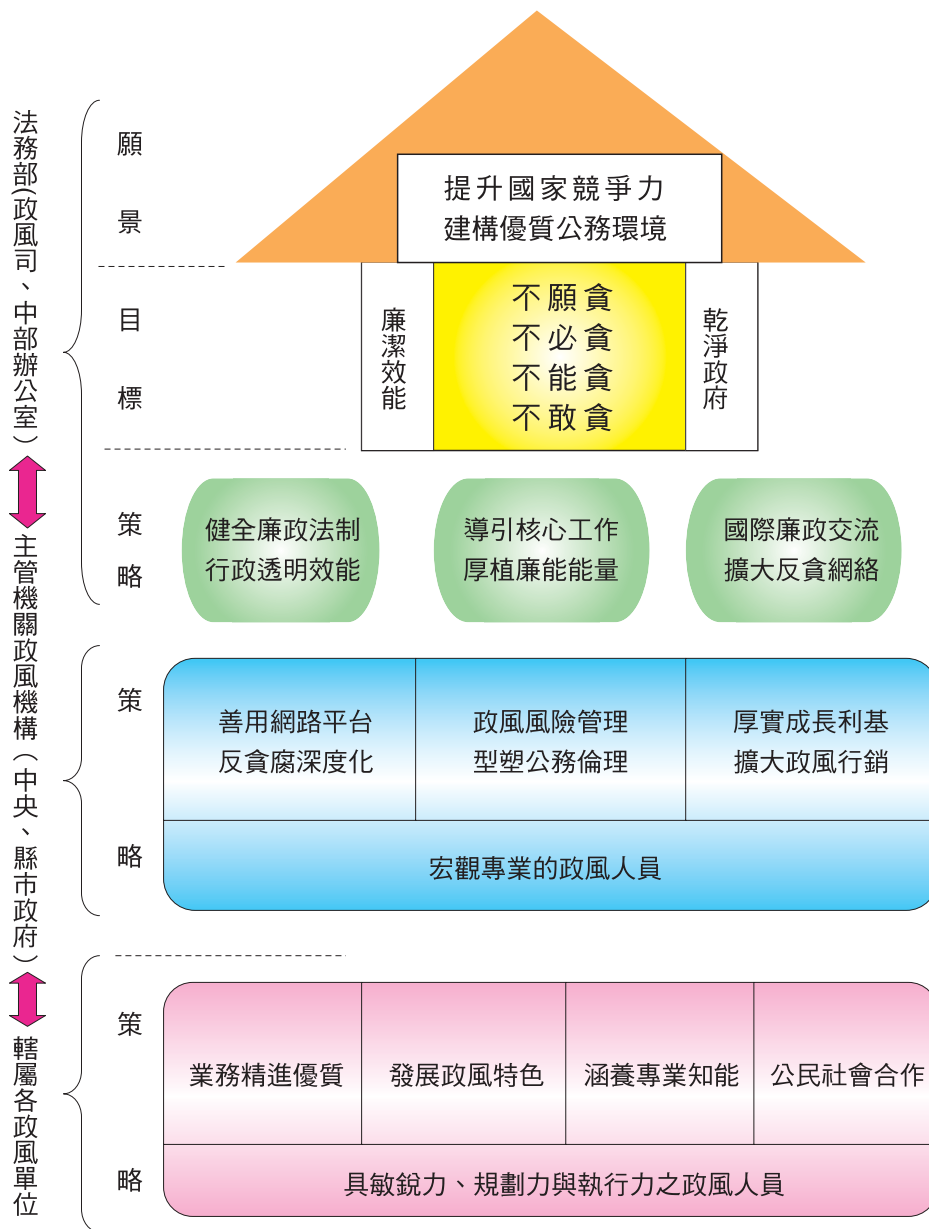 法務部(政風司、中部辦公室)
主管機關政風機構(中央、縣市政府)
轄屬各政風單位
願景
提升國家競爭力
建構優質公務環境
目標
廉潔效能
不願貪
不必貪
不能貪
不敢貪
乾淨政府
策略
健全廉政法制
行政透明效能
導引核心工作
厚植廉能能量
國際廉政交流
擴大反貪網絡
策略
善用網路平台
反貪腐深度化
政風風險管理
型塑公務倫理
厚實成長利基
擴大政風行銷
宏觀專業的政風人員
策略
業務精進優質
發展政風特色
涵養專業知能
公民社會合作
具敏銳力、規劃力與執行力之政風人員